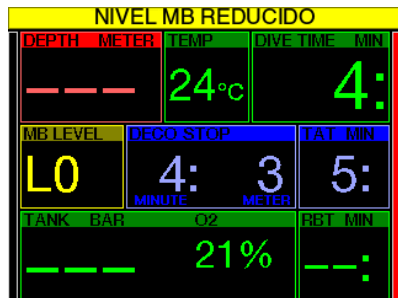 NIVEL MB REDUCIDO
DEPTH METER TEMP DIVE TIME MIN
--- 24°C 4:
MB LEVEL DECO STOP TAT MIN
L0 4: 3 5:
MINUTE METER
TANK BAR O2 RBT MIN
--- 21% --: